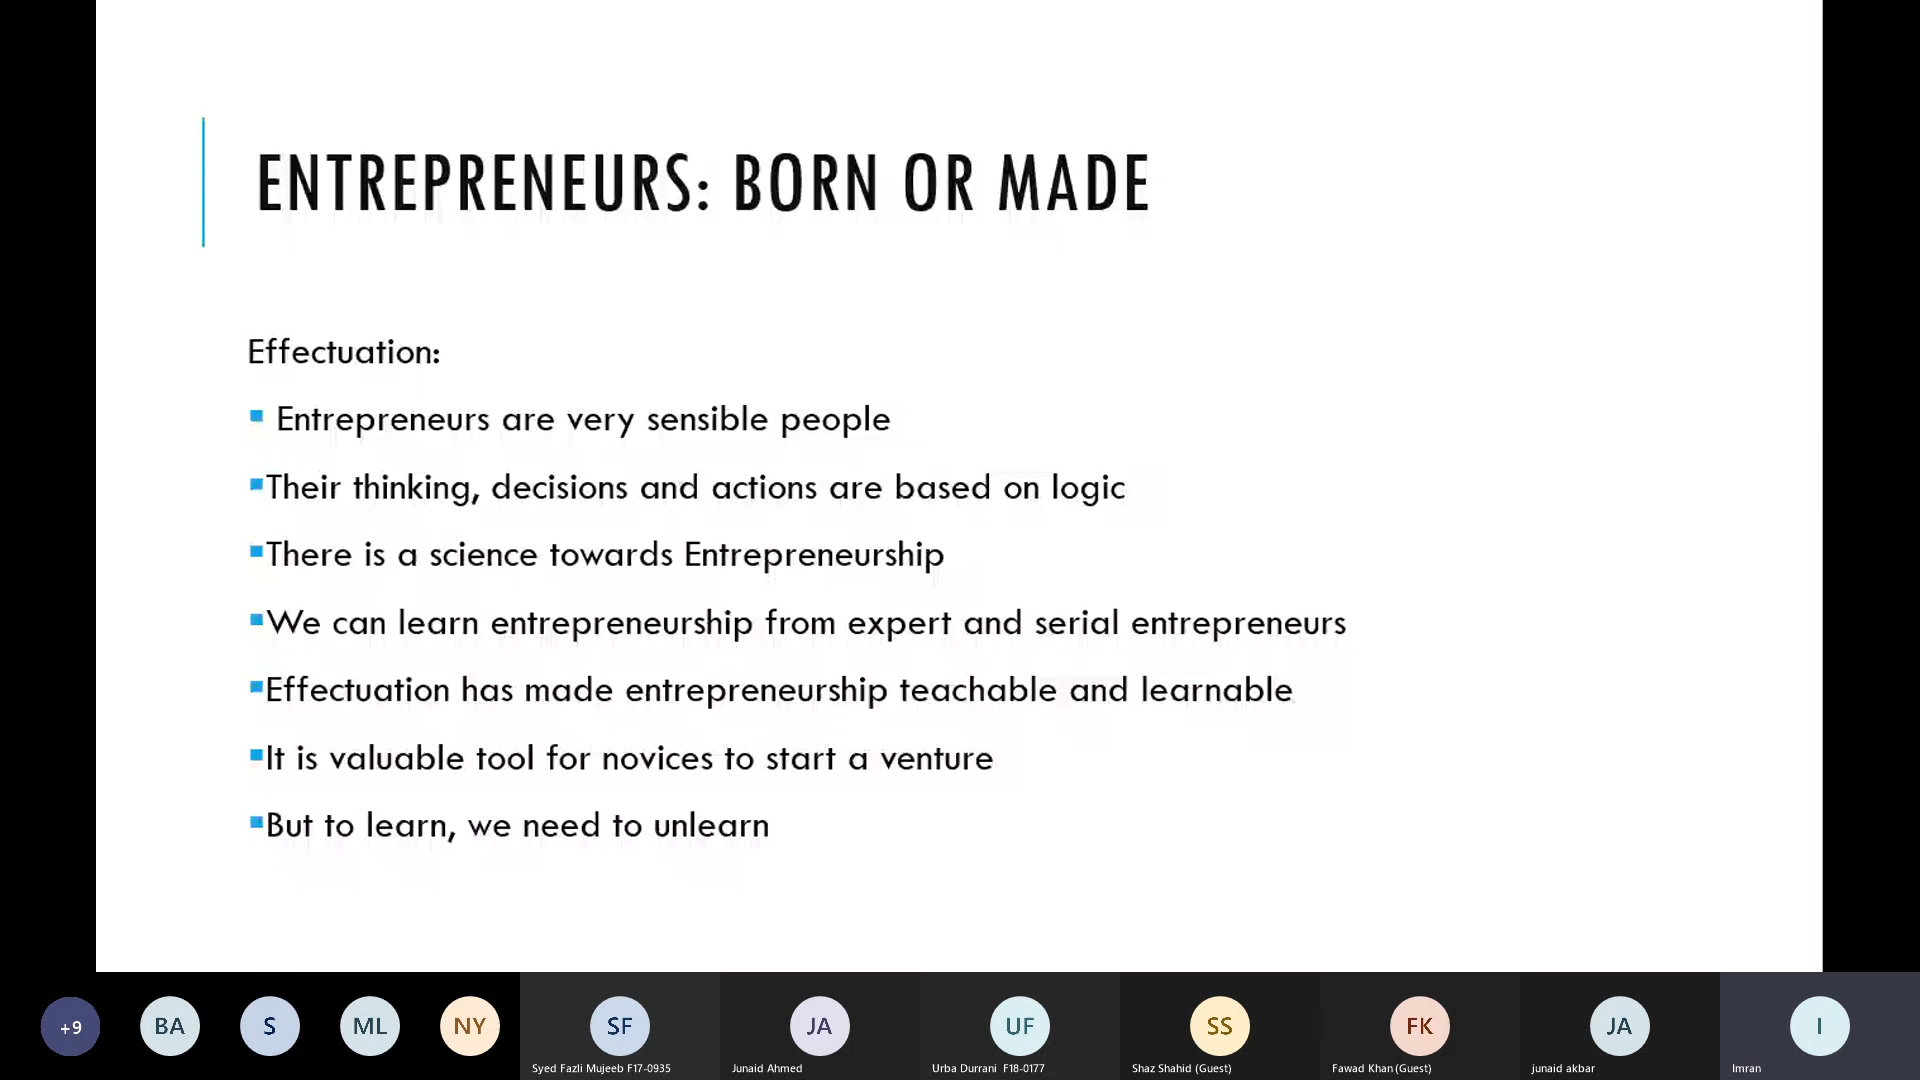 ENTREPRENEURS: BORN OR MADE
Effectuation:
Entrepreneurs are very sensible people
Their thinking, decisions and actions are based on logic
There is a science towards Entrepreneurship
We can learn entrepreneurship from expert and serial entrepreneurs
Effectuation has made entrepreneurship teachable and learnable
It is valuable tool for novices to start a venture
But to learn, we need to unlearn
+9 BA S ML NY SF JA UF SS FK JA I
Syed Fazli Mujeeb F17-0935 Junaid Ahmed Urba Durrani F18-0177 Shaz Shahid (Guest) Fawad Khan (Guest) junaid akbar Imran